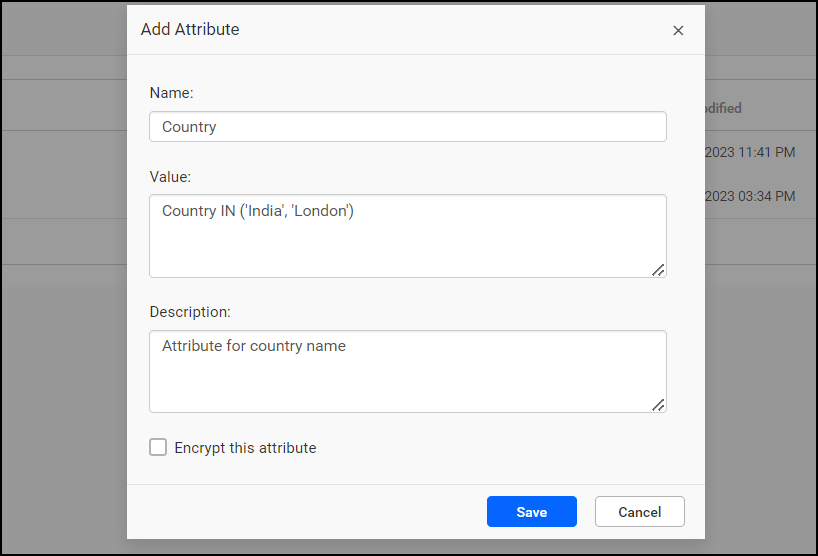 Add Attribute
Name:
Country
odified
Value:
2023 11:41 PM
Country IN ('India', 'London')
2023 03:34 PM
Description:
Attribute for country name
Encrypt this attribute
Save Cancel